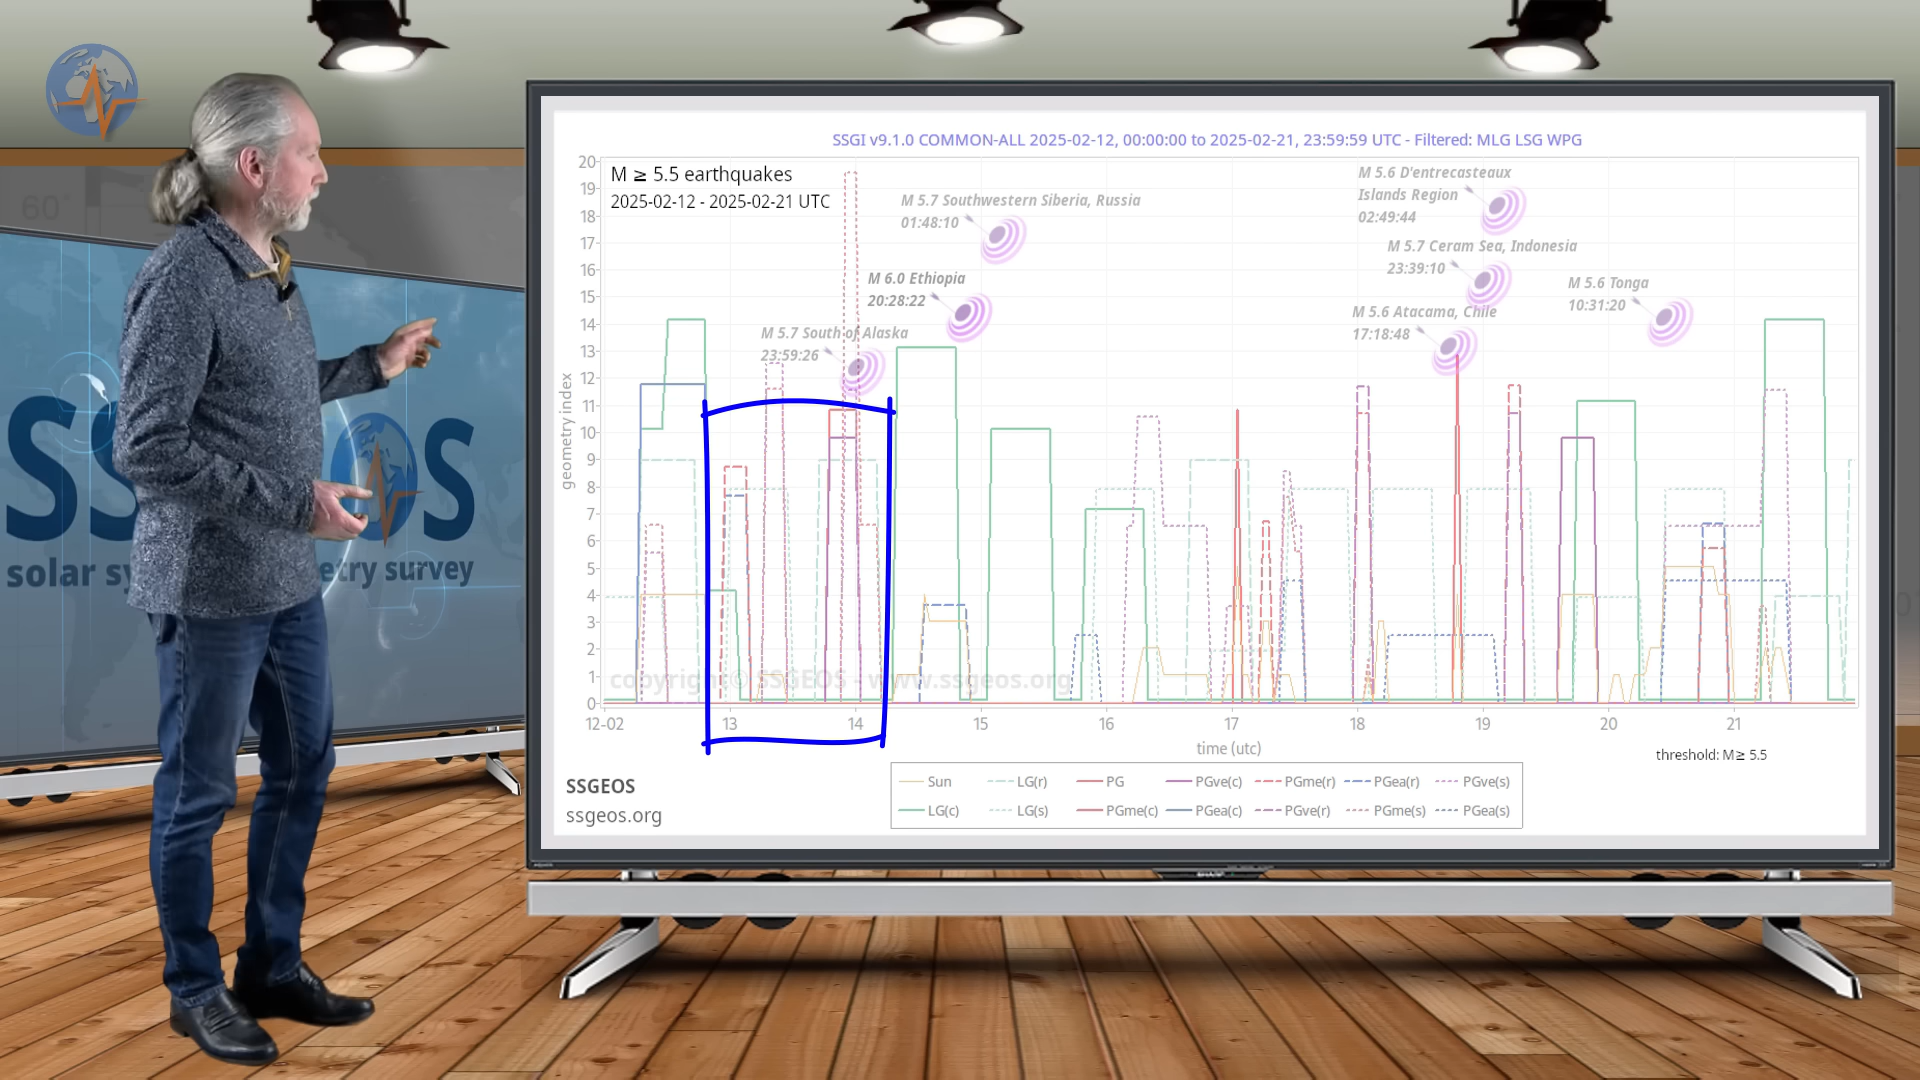 SSGI v9.1.0 COMMON-ALL 2025-02-12, 00:00:00 to 2025-02-21, 23:59:59 UTC - Filtered: MLG LSG WPG
M ≥ 5.5 earthquakes
2025-02-12 - 2025-02-21 UTC
M 5.7 South of Alaska
23:59:26
M 6.0 Ethiopia
20:28:22
M 5.7 Southwestern Siberia, Russia
01:48:10
M 5.6 D'entrecasteaux
Islands Region
02:49:44
M 5.7 Ceram Sea, Indonesia
23:39:10
M 5.6 Atacama, Chile
17:18:48
M 5.6 Tonga
10:31:20
geometry index
20
19
18
17
16
15
14
13
12
11
10
9
8
7
6
5
4
3
2
1
0
copyright © SSGEOS - www.ssgeos.org
12-02 13 14 15 16 17 18 19 20 21
time (utc)
threshold: M≥ 5.5
SSGEOS
ssgeos.org
Sun LG(r) PG PGve(c) PGme(r) PGea(r) PGve(s)
LG(c) LG(s) PGme(c) PGea(c) PGve(r) PGme(s) PGea(s)
60°
SS OS
solar sy etry survey
SHARP